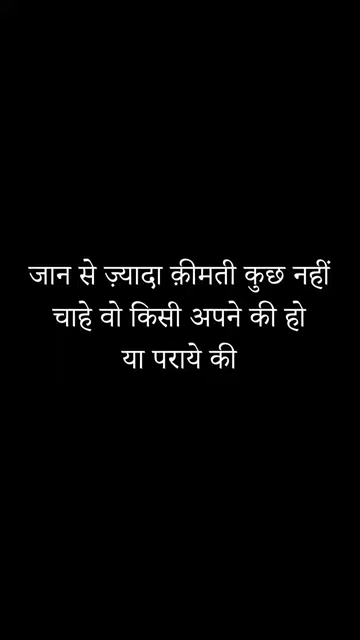 जान से ज़्यादा क़ीमती कुछ नहीं
चाहे वो किसी अपने की हो
या पराये की